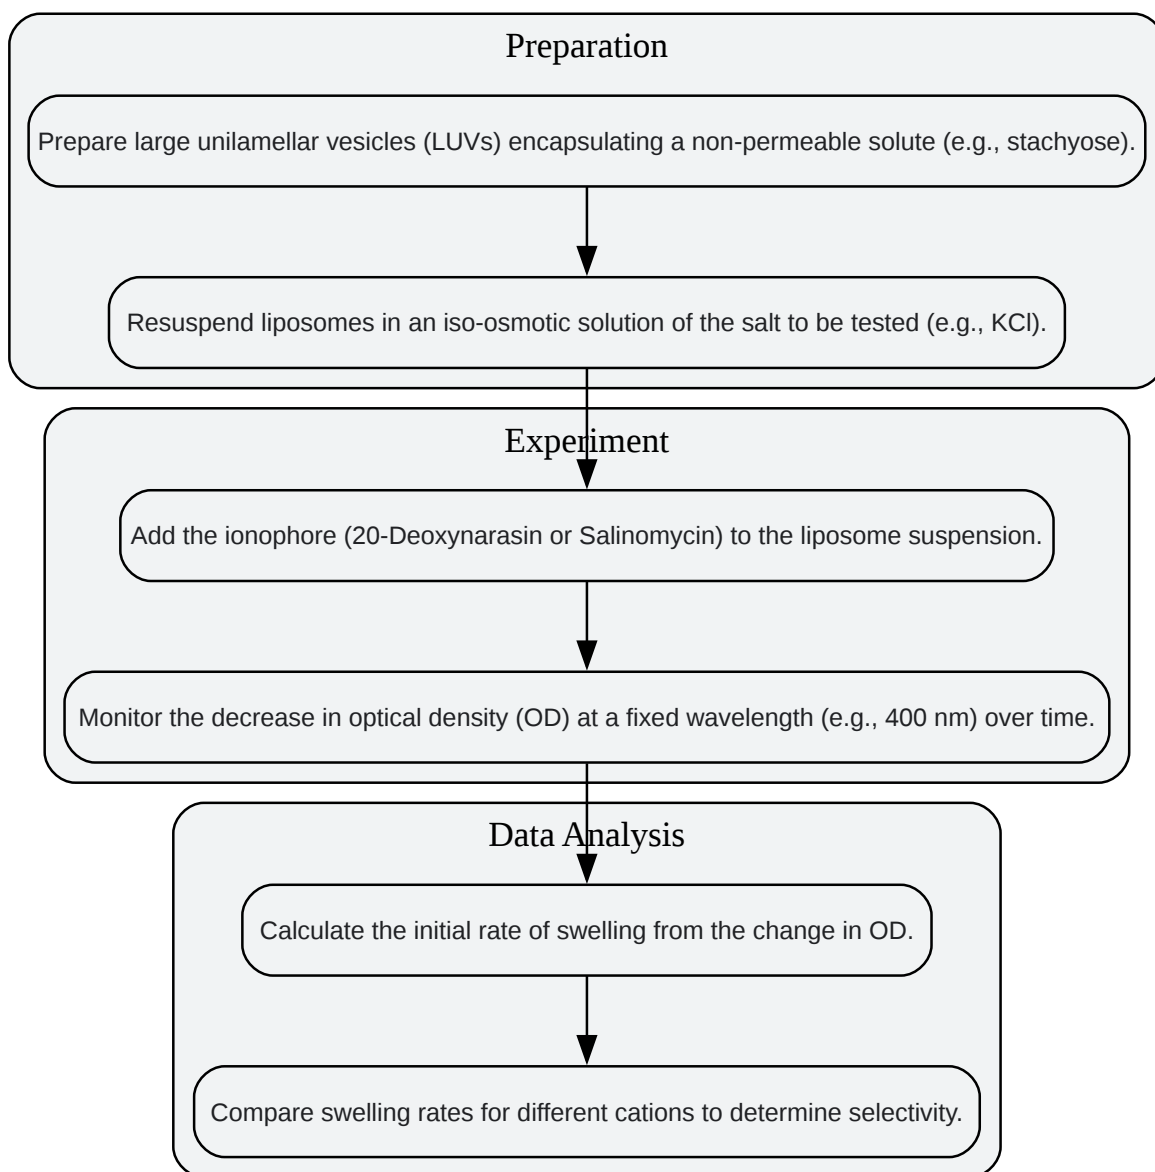 Preparation
Prepare large unilamellar vesicles (LUVs) encapsulating a non-permeable solute (e.g., stachyose).
Resuspend liposomes in an iso-osmotic solution of the salt to be tested (e.g., KCl).
Experiment
Add the ionophore (20-Deoxynarasin or Salinomycin) to the liposome suspension.
Monitor the decrease in optical density (OD) at a fixed wavelength (e.g., 400 nm) over time.
Data Analysis
Calculate the initial rate of swelling from the change in OD.
Compare swelling rates for different cations to determine selectivity.